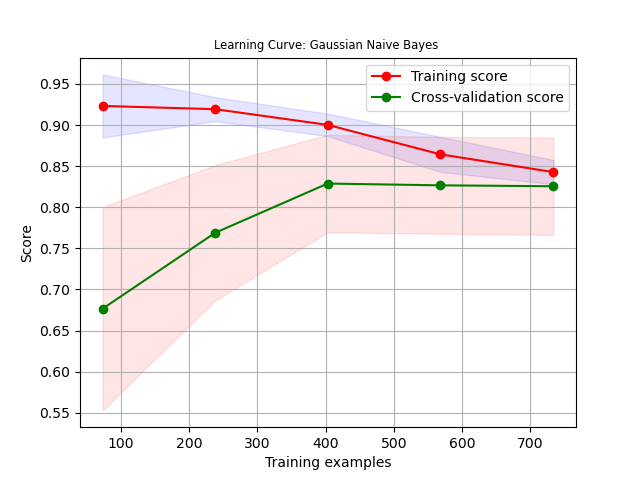 Learning Curve: Gaussian Naive Bayes
Training score
Cross-validation score
0.95
0.90
0.85
0.80
0.75
0.70
0.65
0.60
0.55
Score
100 200 300 400 500 600 700
Training examples